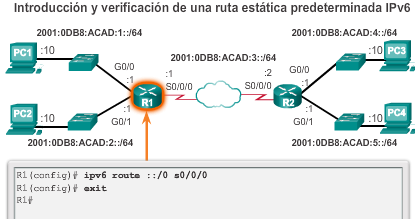 Introducción y verificación de una ruta estática predeterminada IPv6
2001:0DB8:ACAD:1::/64
2001:0DB8:ACAD:4::/64
PC1
:10
G0/0
:1
2001:0DB8:ACAD:3::/64
:1
S0/0/0
R1
:2
S0/0/0
R2
G0/0
:1
:10
PC3
PC2
:10
:1
G0/1
:1
G0/1
:10
PC4
2001:0DB8:ACAD:2::/64
2001:0DB8:ACAD:5::/64
R1(config)# ipv6 route ::/0 s0/0/0
R1(config)# exit
R1#